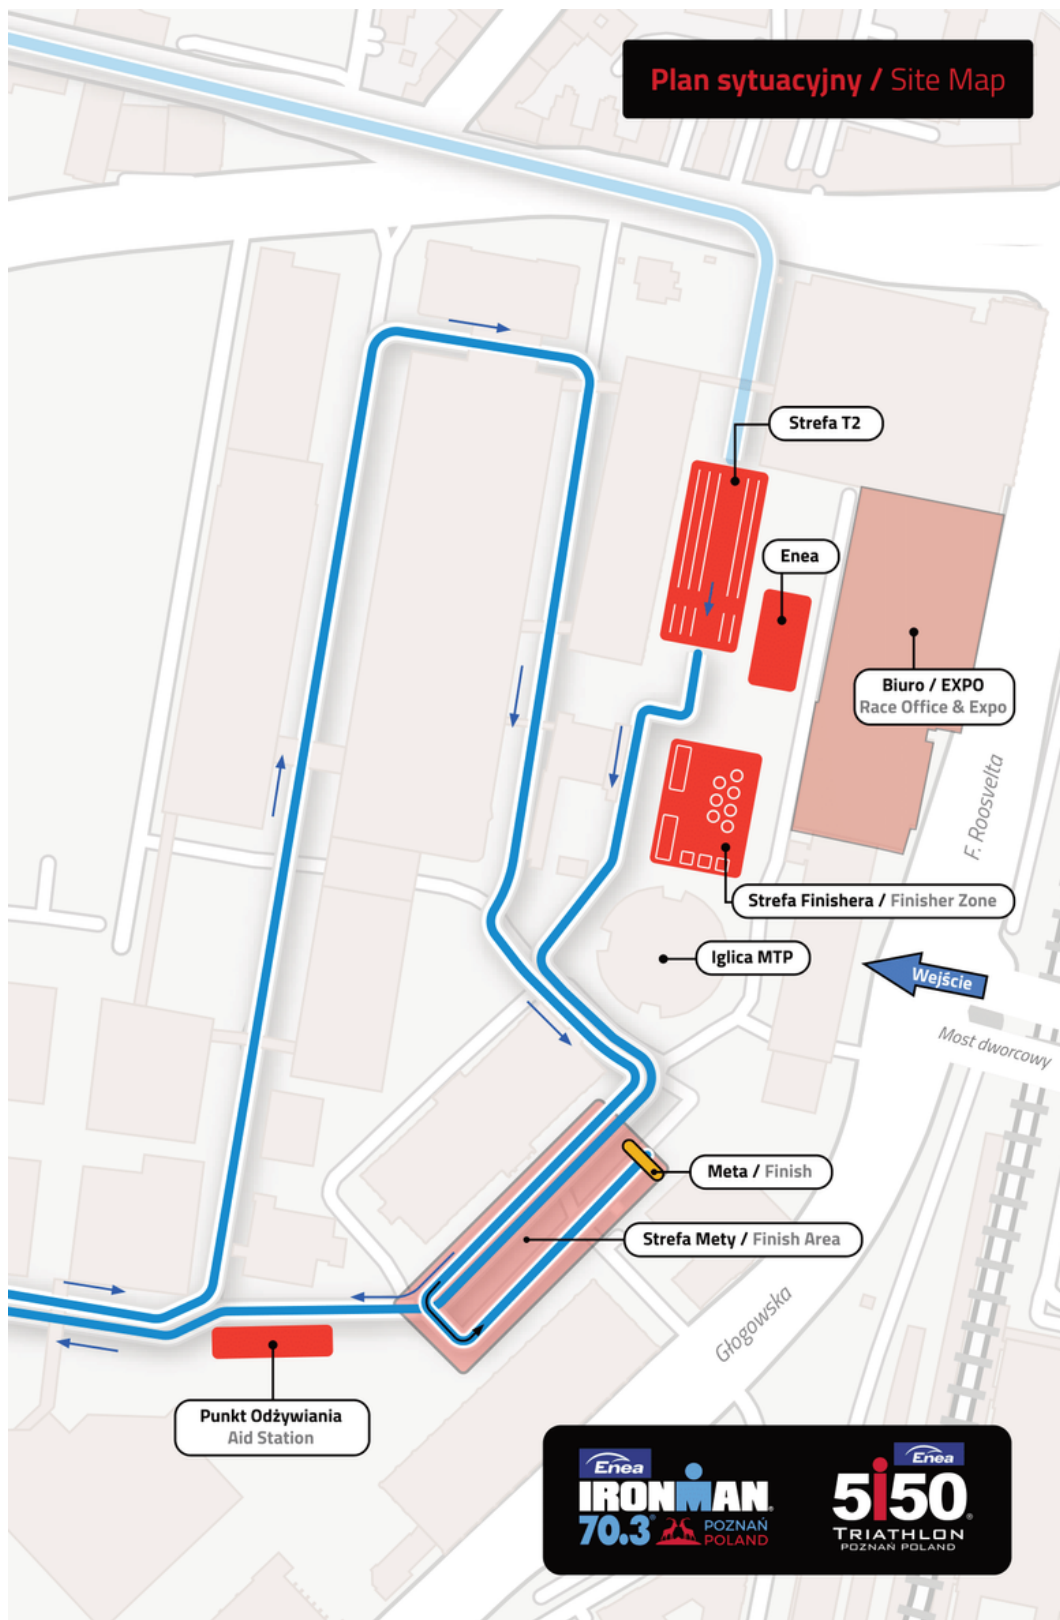 Plan sytuacyjny / Site Map
Strefa T2
Enea
Biuro / EXPO
Race Office & Expo
F. Roosvelta
Strefa Finishera / Finisher Zone
Iglica MTP
Wejście
Most dworcowy
Meta / Finish
Strefa Mety / Finish Area
Głogowska
Punkt Odżywiania
Aid Station
Enea
IRONMAN®
70.3® POZNAŃ
POLAND
Enea
5i50®
TRIATHLON
POZNAŃ POLAND